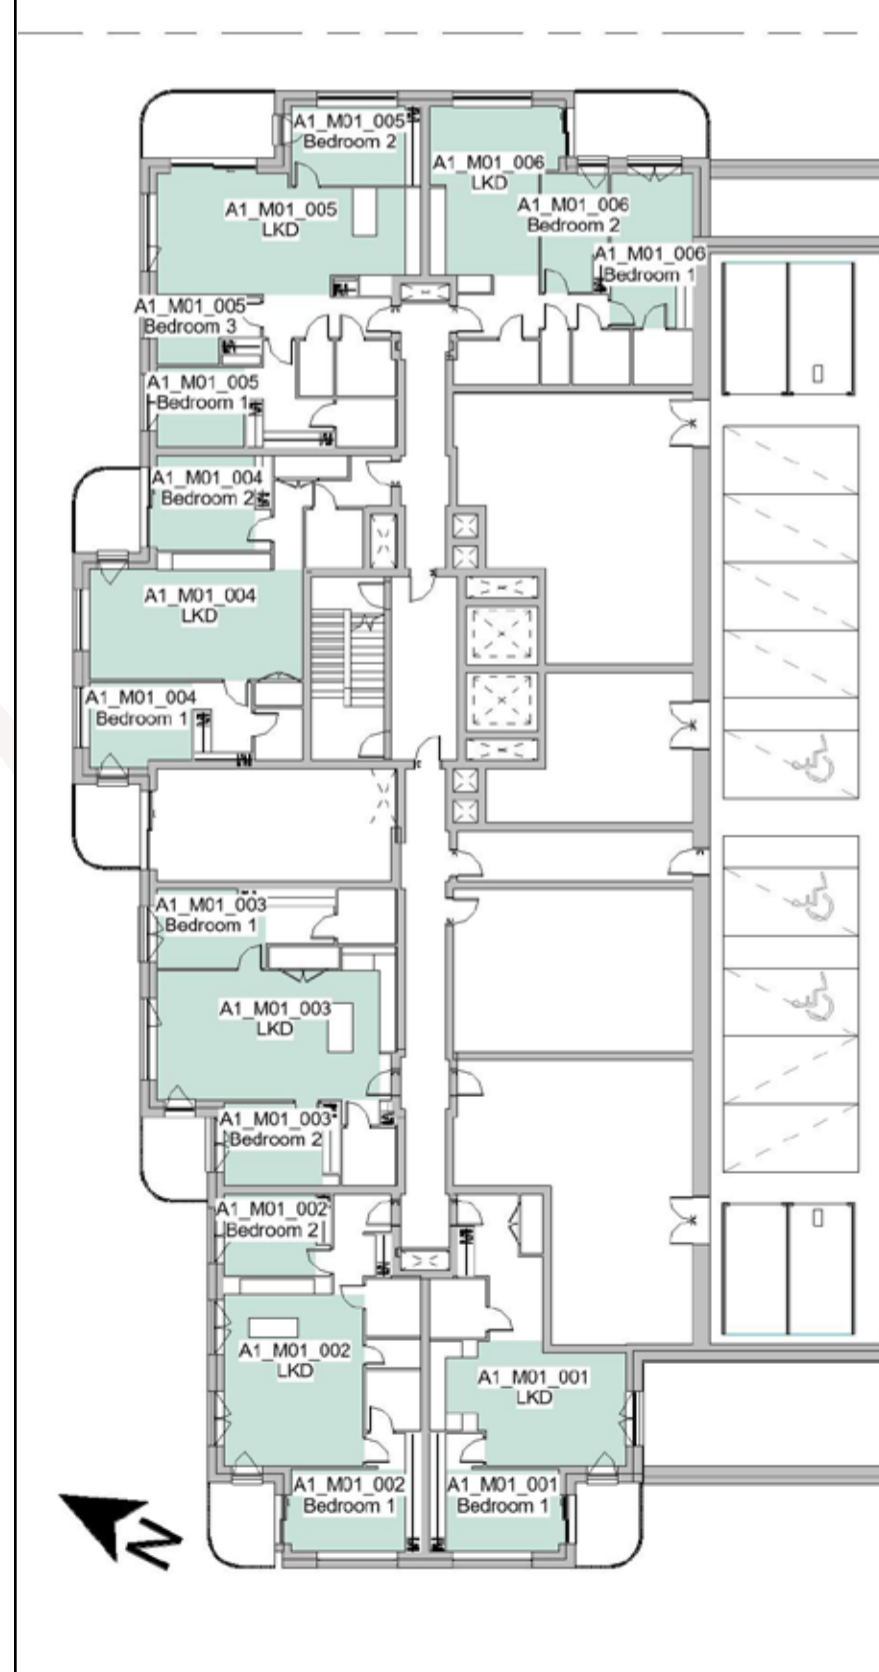 A1_M01_005
Bedroom 2
A1_M01_006
LKD
A1_M01_005
LKD
A1_M01_006
Bedroom 2
A1_M01_006
Bedroom 1
A1_M01_005
Bedroom 3
A1_M01_005
Bedroom 1
A1_M01_004
Bedroom 2
A1_M01_004
LKD
A1_M01_004
Bedroom 1
A1_M01_003
Bedroom 1
A1_M01_003
LKD
A1_M01_003
Bedroom 2
A1_M01_002
Bedroom 2
A1_M01_002
LKD
A1_M01_001
LKD
A1_M01_002
Bedroom 1
A1_M01_001
Bedroom 1
N